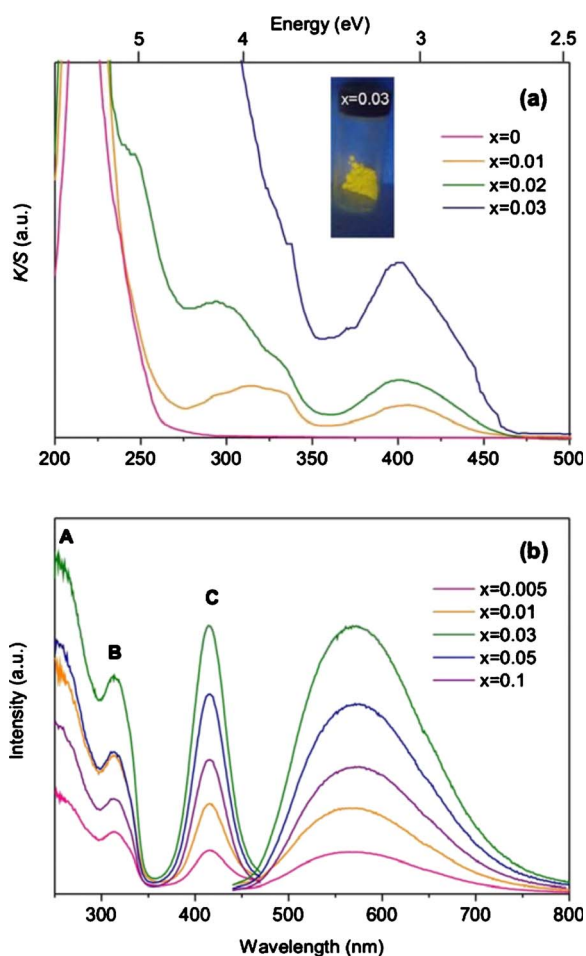 Energy (eV)
5 4 3 2.5
x=0.03
(a)
x=0
x=0.01
x=0.02
x=0.03
K/S (a.u.)
200 250 300 350 400 450 500
A
(b)
C
B
x=0.005
x=0.01
x=0.03
x=0.05
x=0.1
Intensity (a.u.)
300 400 500 600 700 800
Wavelength (nm)